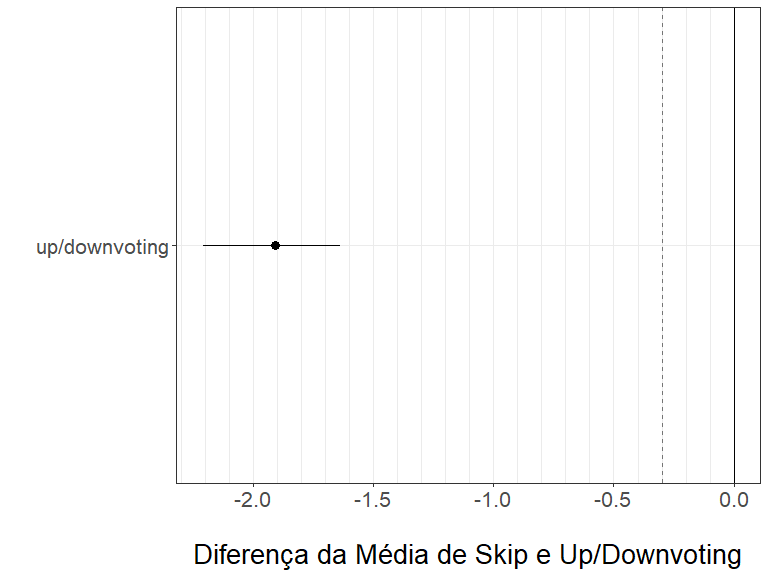 up/downvoting
-2.0 -1.5 -1.0 -0.5 0.0
Diferença da Média de Skip e Up/Downvoting